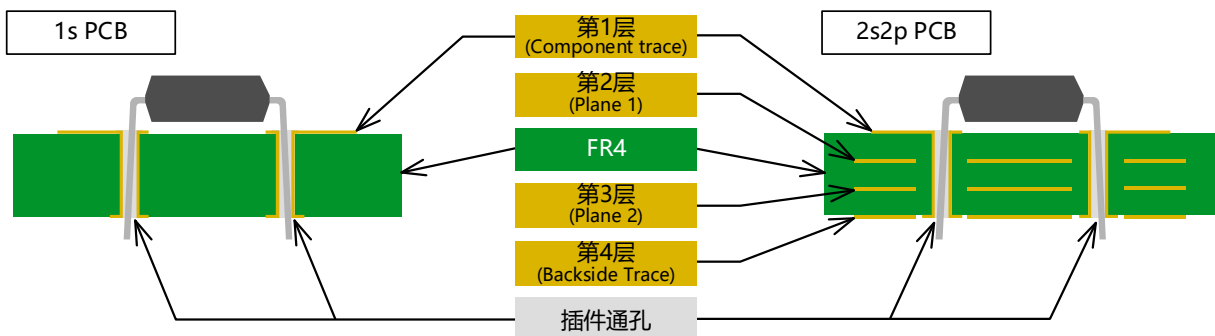 1s PCB
第1层
(Component trace)
2s2p PCB
第2层
(Plane 1)
FR4
第3层
(Plane 2)
第4层
(Backside Trace)
插件通孔